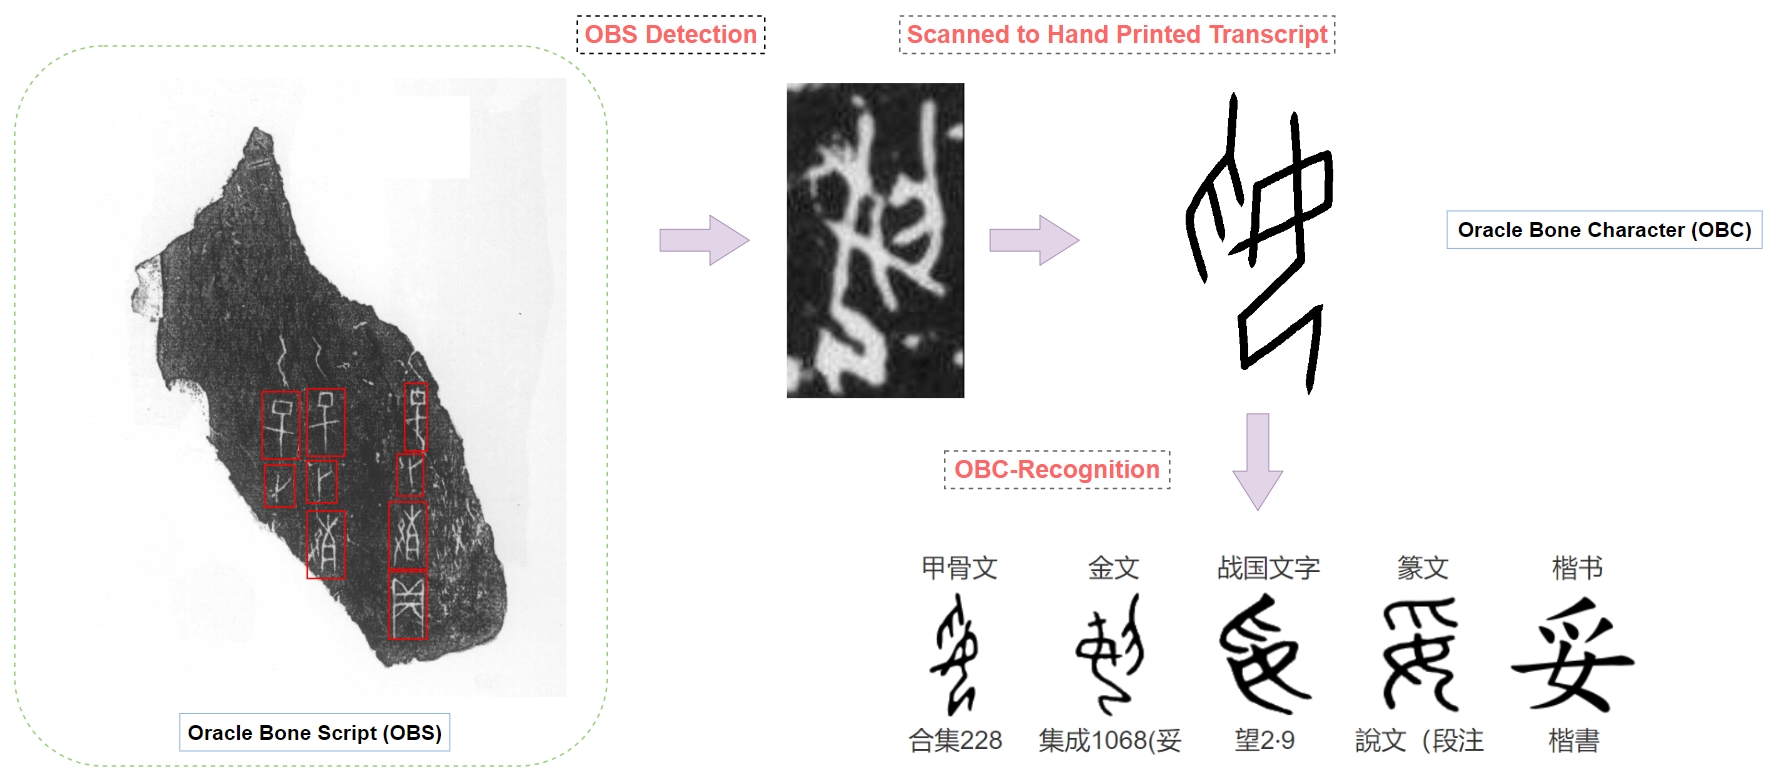 OBS Detection
Scanned to Hand Printed Transcript
Oracle Bone Character (OBC)
Oracle Bone Script (OBS)
OBC-Recognition
甲骨文 金文 战国文字 篆文 楷书
妥
合集228 集成1068(妥 望2·9 說文（段注 楷書